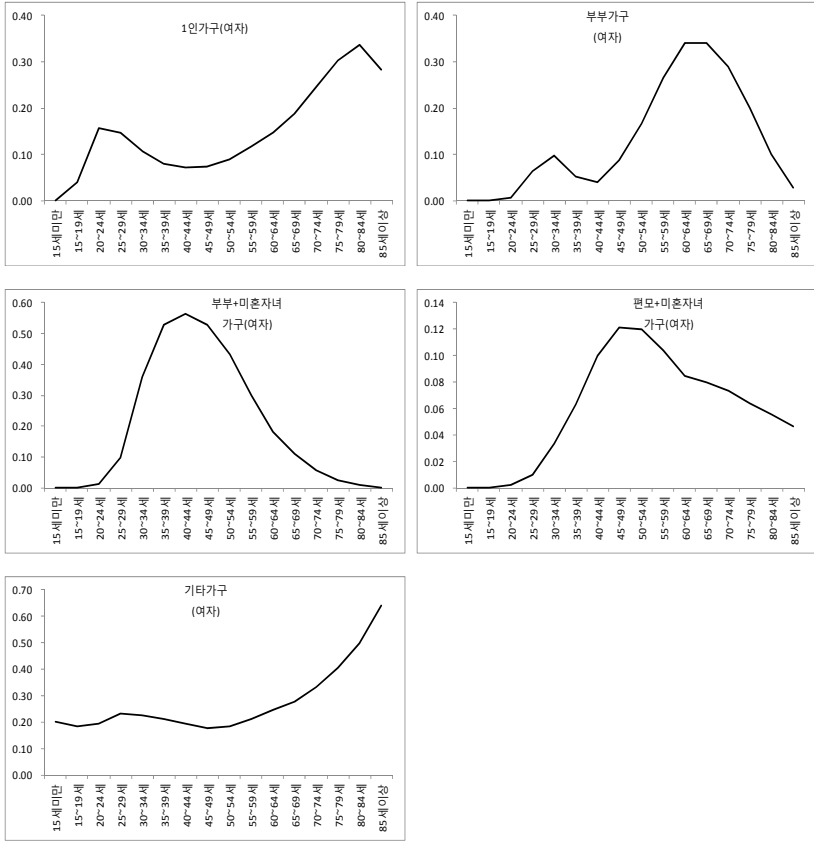 1인가구(여자)
0.40
0.30
0.20
0.10
0.00
15세미만
15~19세
20~24세
25~29세
30~34세
35~39세
40~44세
45~49세
50~54세
55~59세
60~64세
65~69세
70~74세
75~79세
80~84세
85세이상
부부가구
(여자)
0.40
0.30
0.20
0.10
0.00
15세미만
15~19세
20~24세
25~29세
30~34세
35~39세
40~44세
45~49세
50~54세
55~59세
60~64세
65~69세
70~74세
75~79세
80~84세
85세이상
부부+미혼자녀
가구(여자)
0.60
0.50
0.40
0.30
0.20
0.10
0.00
15세미만
15~19세
20~24세
25~29세
30~34세
35~39세
40~44세
45~49세
50~54세
55~59세
60~64세
65~69세
70~74세
75~79세
80~84세
85세이상
편모+미혼자녀
가구(여자)
0.14
0.12
0.10
0.08
0.06
0.04
0.02
0.00
15세미만
15~19세
20~24세
25~29세
30~34세
35~39세
40~44세
45~49세
50~54세
55~59세
60~64세
65~69세
70~74세
75~79세
80~84세
85세이상
기타가구
(여자)
0.70
0.60
0.50
0.40
0.30
0.20
0.10
0.00
15세미만
15~19세
20~24세
25~29세
30~34세
35~39세
40~44세
45~49세
50~54세
55~59세
60~64세
65~69세
70~74세
75~79세
80~84세
85세이상